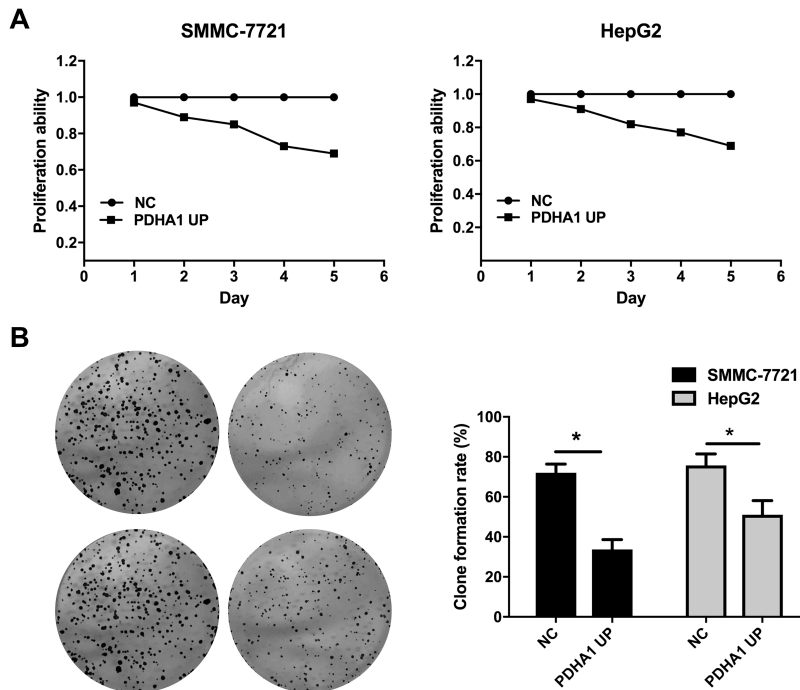 A
SMMC-7721
1.2
1.0
0.8
0.6
0.4
0.2
Proliferation ability
NC
PDHA1 UP
0 1 2 3 4 5 6
Day
HepG2
1.2
1.0
0.8
0.6
0.4
0.2
Proliferation ability
NC
PDHA1 UP
0 1 2 3 4 5 6
Day
B
SMMC-7721
HepG2
100
80
60
40
20
0
Clone formation rate (%)
*
*
NC
PDHA1 UP
NC
PDHA1 UP